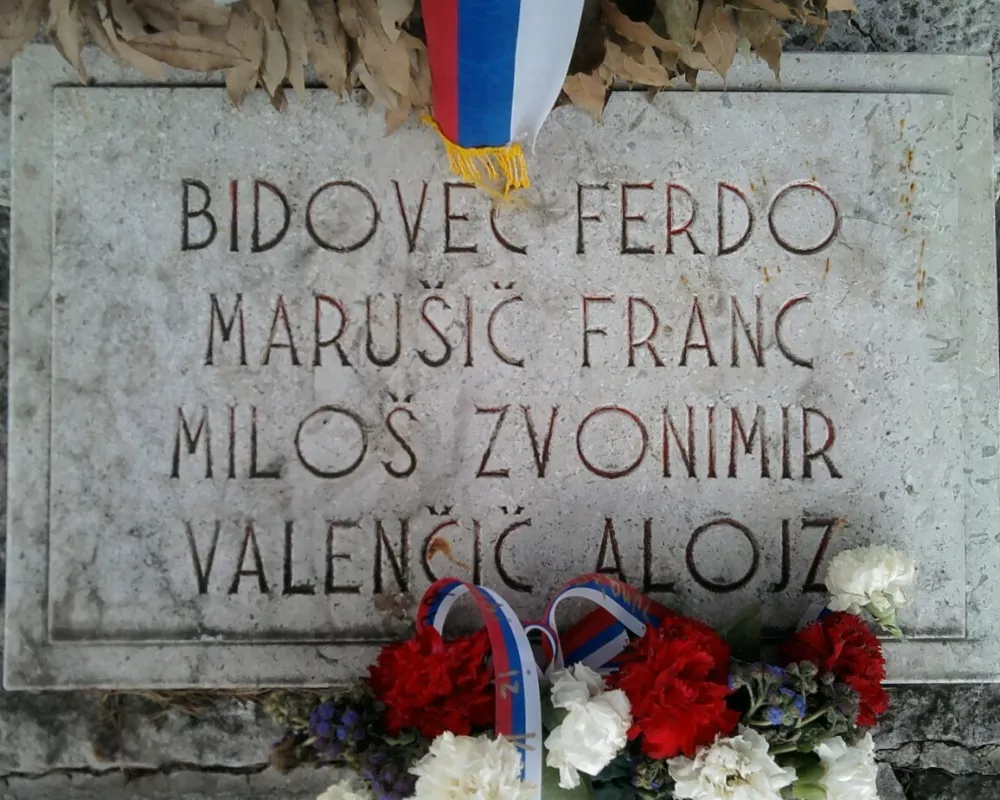 BIDOVEC FERDO
MARUŠIČ FRANC
MILOŠ ZVONIMIR
VALENČIČ ALOJZ